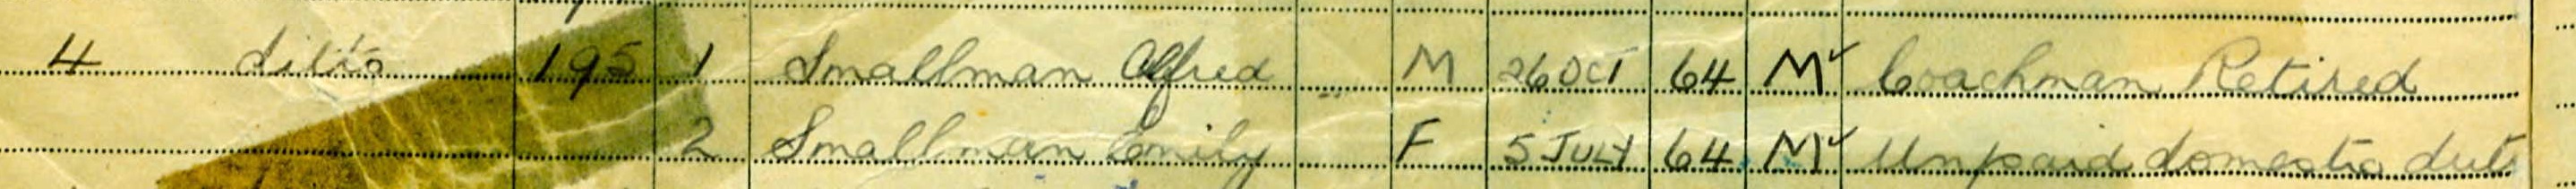 4 ditto 195 1 Smallman Alfred M 26 OCT 64 M Coachman Retired
2 Smallman Emily F 5 JULY 64 M Unpaid domestic duts